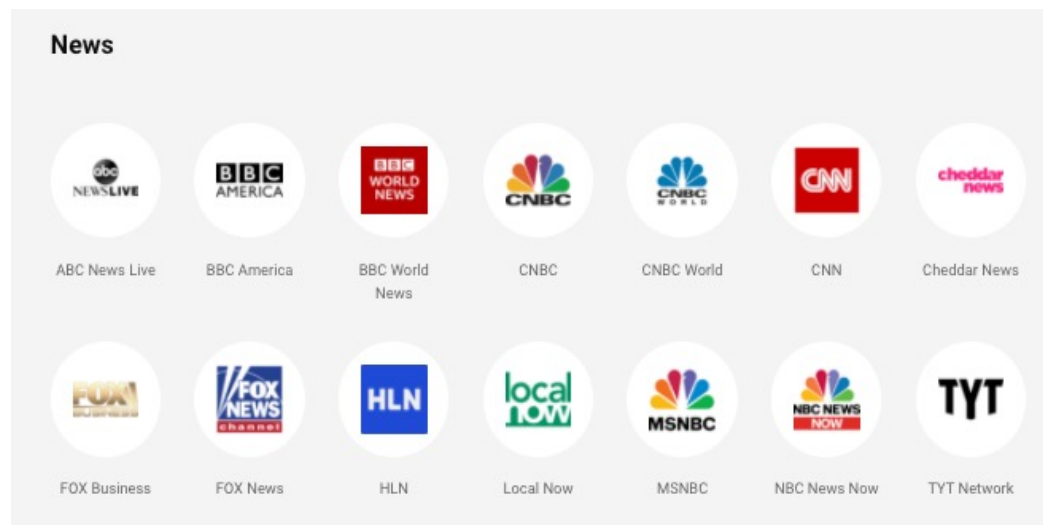 News
abc
NEWSLIVE
BBC
AMERICA
BBC
WORLD
NEWS
CNBC
CNBC
WORLD
CNN
cheddar
news
ABC News Live
BBC America
BBC World
News
CNBC
CNBC World
CNN
Cheddar News
FOX
BUSINESS
FOX
NEWS
channel
HLN
local
now
MSNBC
NBC NEWS
NOW
TYT
FOX Business
FOX News
HLN
Local Now
MSNBC
NBC News Now
TYT Network